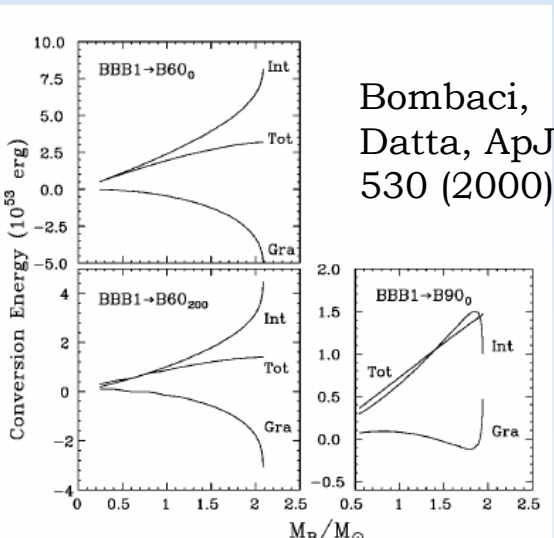 10.0
7.5
5.0
2.5
0.0
−2.5
−5.0
BBB1→B60₀
Int
Tot
Gra
Bombaci,
Datta, ApJ
530 (2000)
Conversion Energy (10⁵³ erg)
4
2
0
−2
−4
BBB1→B60₂₀₀
Int
Tot
Gra
0 0.5 1 1.5 2 2.5
2.0
1.5
1.0
0.5
0.0
−0.5
BBB1→B90₀
Int
Tot
Gra
0.5 1 1.5 2 2.5
M_B/M_⊙